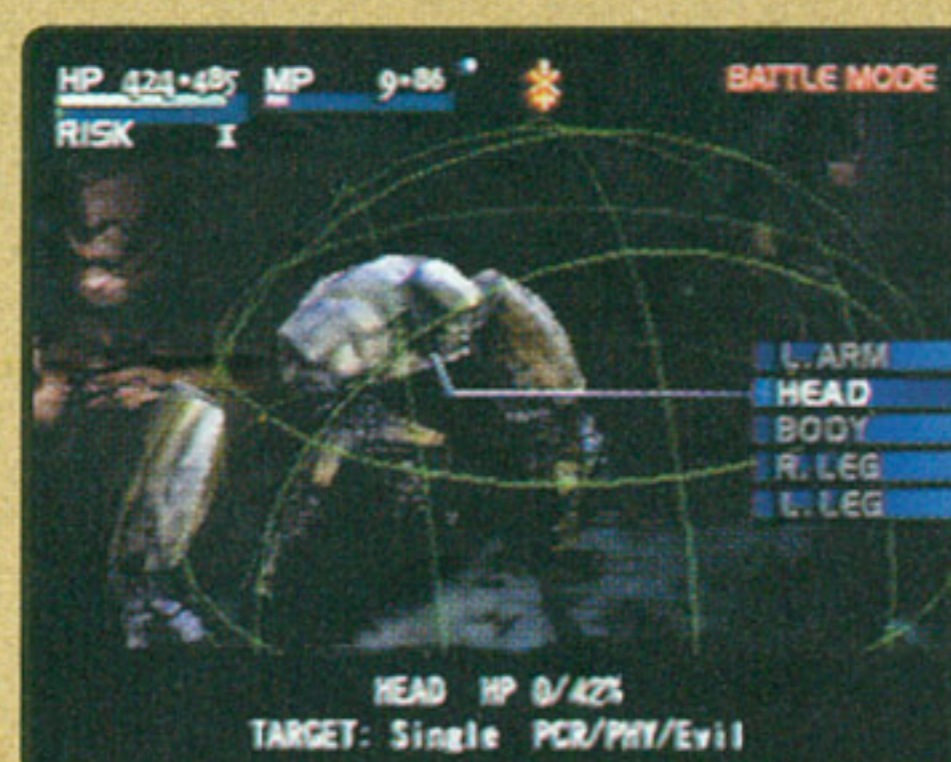 HP 424·485 MP 9·86 BATTLE MODE
RISK I
L. ARM
HEAD
BODY
R. LEG
L. LEG
HEAD HP 0/42%
TARGET: Single PCR/PHY/Evil